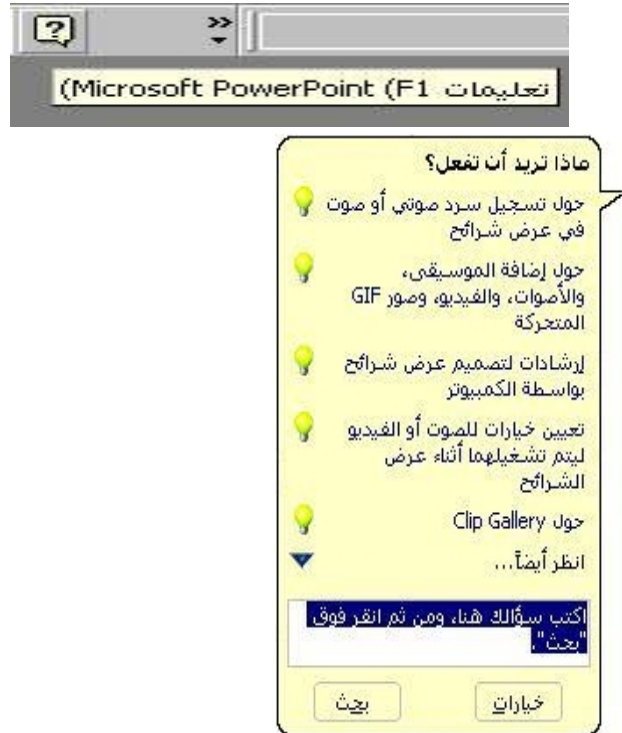 تعليمات Microsoft PowerPoint (F1)
ماذا تريد أن تفعل؟
حول تسجيل سرد صوتي أو صوت
في عرض شرائح
حول إضافة الموسيقى،
والأصوات، والفيديو، وصور GIF
المتحركة
إرشادات لتصميم عرض شرائح
بواسطة الكمبيوتر
تعيين خيارات للصوت أو الفيديو
ليتم تشغيلهما أثناء عرض
الشرائح
حول Clip Gallery
انظر أيضاً...
اكتب سؤالك هنا، ومن ثم انقر فوق
"بحث".
خيارات
بحث